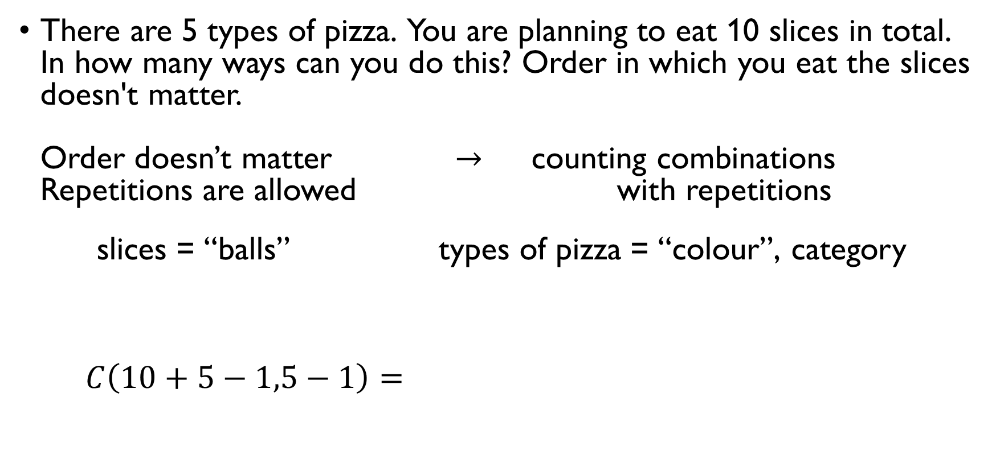 • There are 5 types of pizza. You are planning to eat 10 slices in total.
In how many ways can you do this? Order in which you eat the slices
doesn't matter.
Order doesn’t matter → counting combinations
Repetitions are allowed with repetitions
slices = “balls” types of pizza = “colour”, category
C(10 + 5 − 1,5 − 1) =